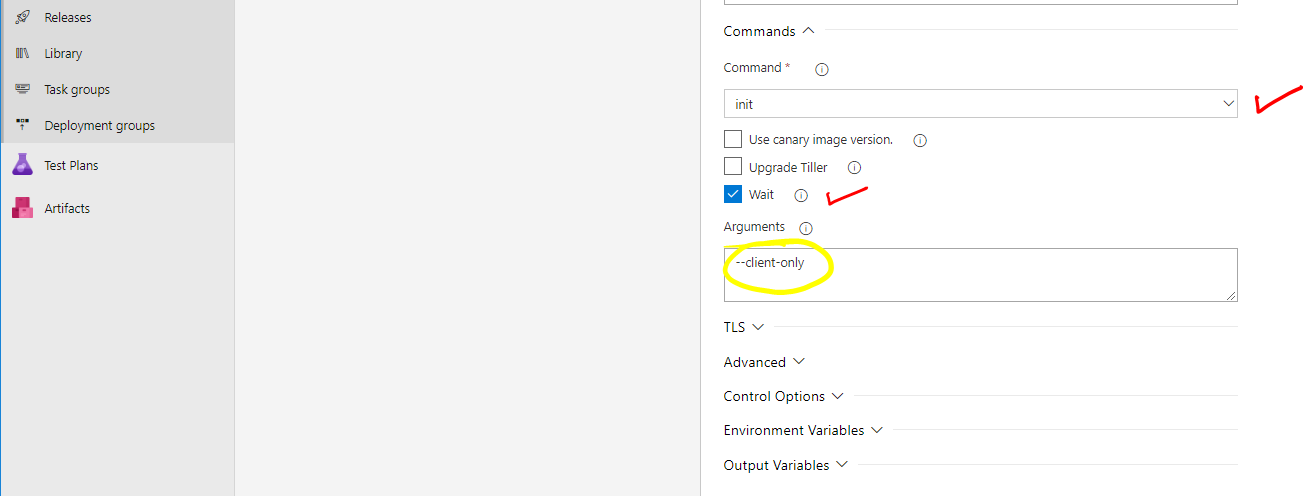 Releases
Library
Task groups
Deployment groups
Test Plans
Artifacts
Commands
Command *
init
Use canary image version.
Upgrade Tiller
Wait
Arguments
--client-only
TLS
Advanced
Control Options
Environment Variables
Output Variables